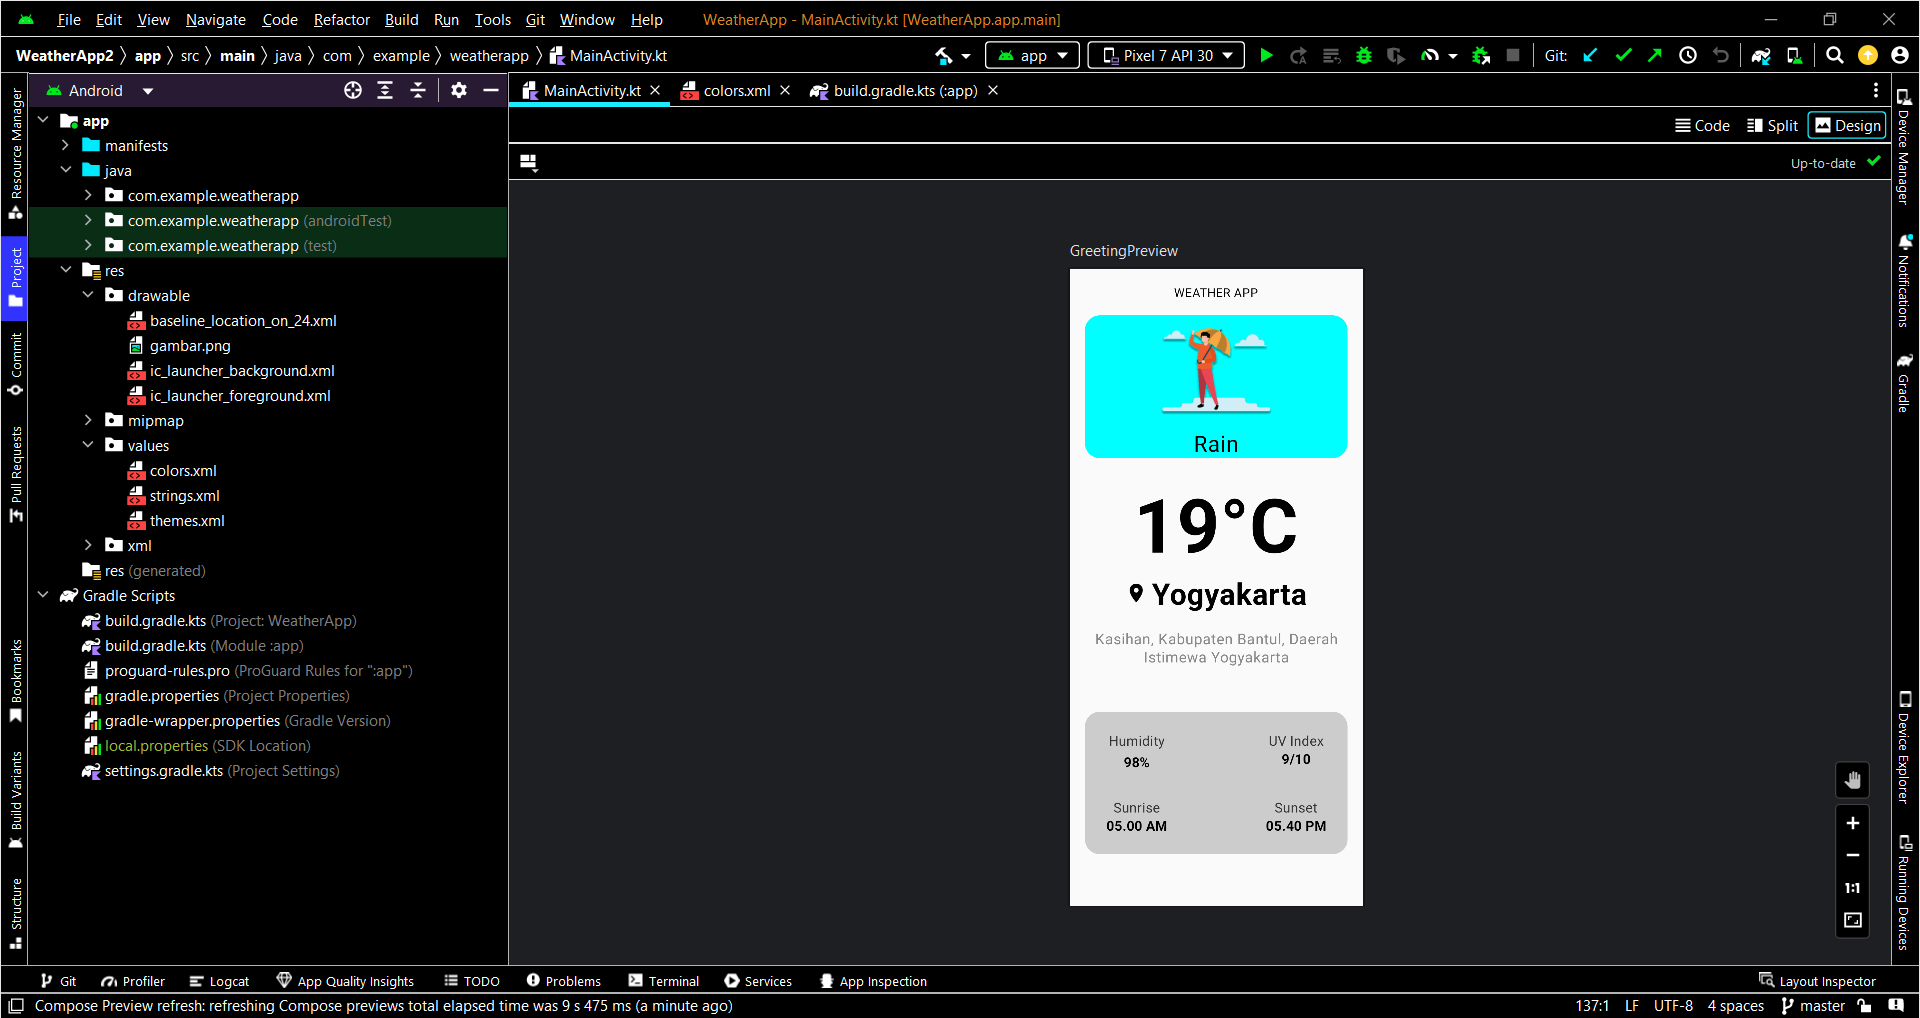 File Edit View Navigate Code Refactor Build Run Tools Git Window Help WeatherApp - MainActivity.kt [WeatherApp.app.main]
WeatherApp2 app src main java com example weatherapp MainActivity.kt app Pixel 7 API 30 Git:
Resource Manager
Project
Commit
Pull Requests
Bookmarks
Build Variants
Structure
Android
app
manifests
java
com.example.weatherapp
com.example.weatherapp (androidTest)
com.example.weatherapp (test)
res
drawable
baseline_location_on_24.xml
gambar.png
ic_launcher_background.xml
ic_launcher_foreground.xml
mipmap
values
colors.xml
strings.xml
themes.xml
xml
res (generated)
Gradle Scripts
build.gradle.kts (Project: WeatherApp)
build.gradle.kts (Module :app)
proguard-rules.pro (ProGuard Rules for ":app")
gradle.properties (Project Properties)
gradle-wrapper.properties (Gradle Version)
local.properties (SDK Location)
settings.gradle.kts (Project Settings)
MainActivity.kt colors.xml build.gradle.kts (:app)
Code Split Design
Up-to-date
GreetingPreview
WEATHER APP
Rain
19°C
Yogyakarta
Kasihan, Kabupaten Bantul, Daerah
Istimewa Yogyakarta
Humidity UV Index
98% 9/10
Sunrise Sunset
05.00 AM 05.40 PM
1:1
Device Manager
Notifications
Gradle
Device Explorer
Running Devices
Git Profiler Logcat App Quality Insights TODO Problems Terminal Services App Inspection Layout Inspector
Compose Preview refresh: refreshing Compose previews total elapsed time was 9 s 475 ms (a minute ago) 137:1 LF UTF-8 4 spaces master